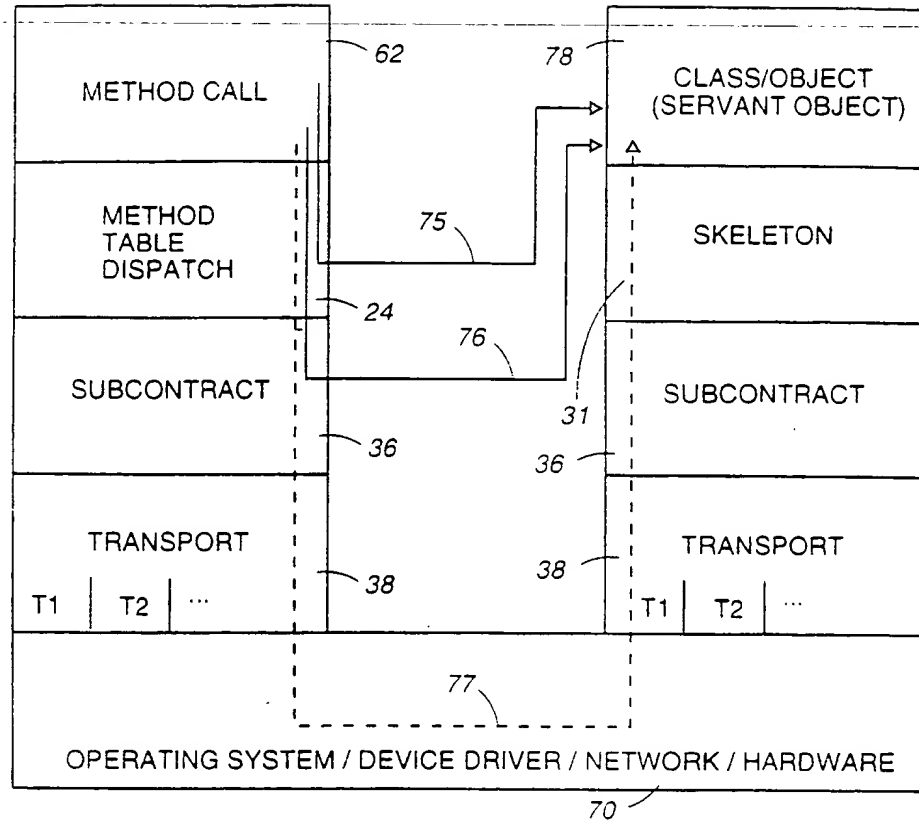 62
78
METHOD CALL
CLASS/OBJECT
(SERVANT OBJECT)
METHOD
TABLE
DISPATCH
75
SKELETON
24
76
31
SUBCONTRACT
SUBCONTRACT
36
36
TRANSPORT
TRANSPORT
38
38
T1
T2
...
T1
T2
...
77
OPERATING SYSTEM / DEVICE DRIVER / NETWORK / HARDWARE
70